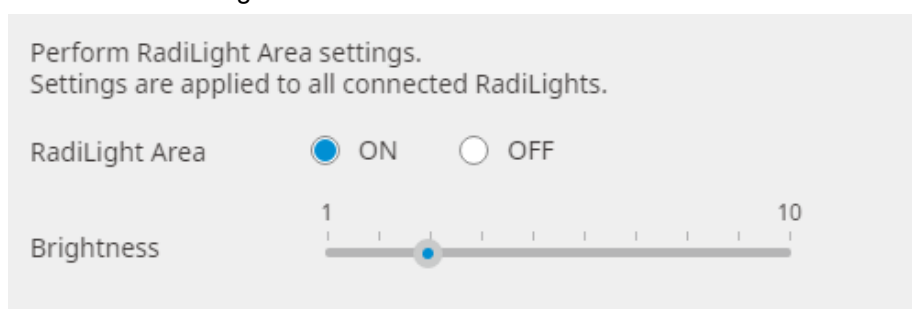 Perform RadiLight Area settings.
Settings are applied to all connected RadiLights.
RadiLight Area ON OFF
1 10
Brightness